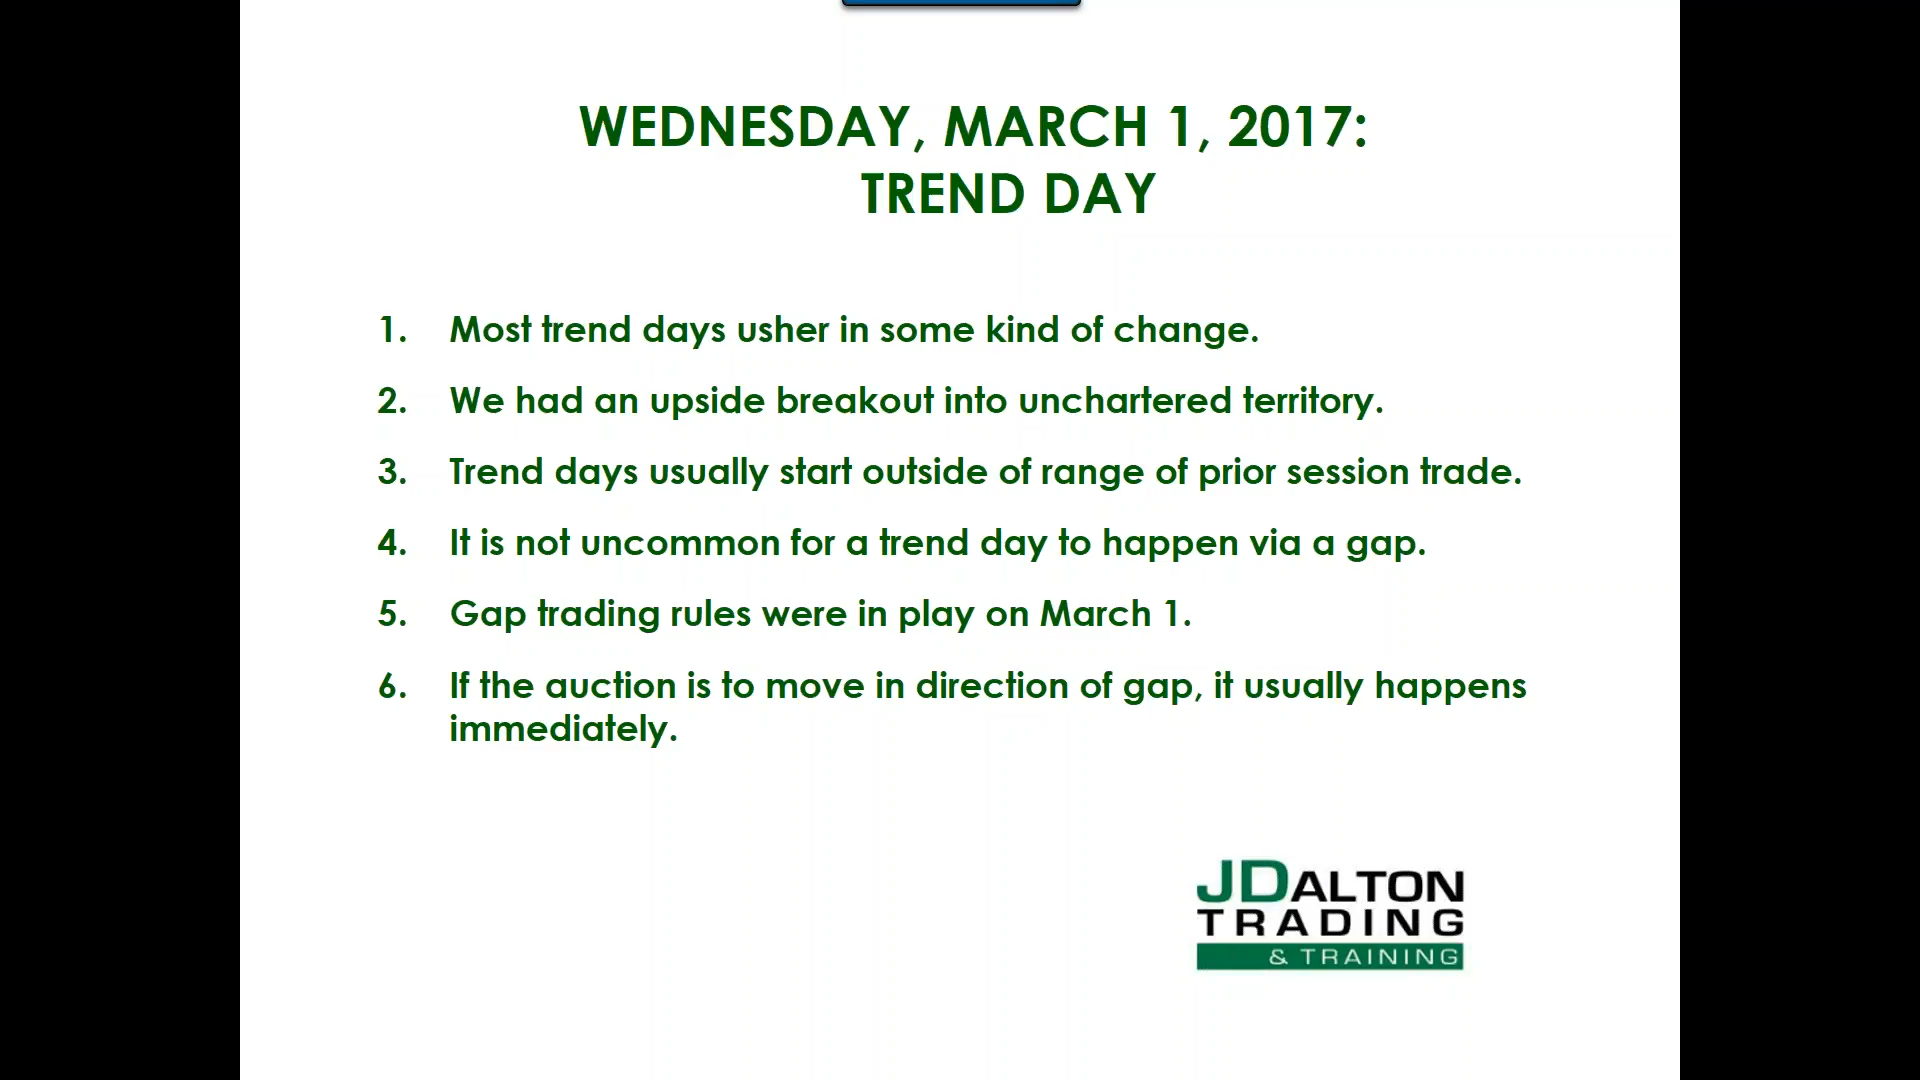 WEDNESDAY, MARCH 1, 2017:
TREND DAY
1. Most trend days usher in some kind of change.
2. We had an upside breakout into unchartered territory.
3. Trend days usually start outside of range of prior session trade.
4. It is not uncommon for a trend day to happen via a gap.
5. Gap trading rules were in play on March 1.
6. If the auction is to move in direction of gap, it usually happens
immediately.
JDALTON
TRADING
& TRAINING